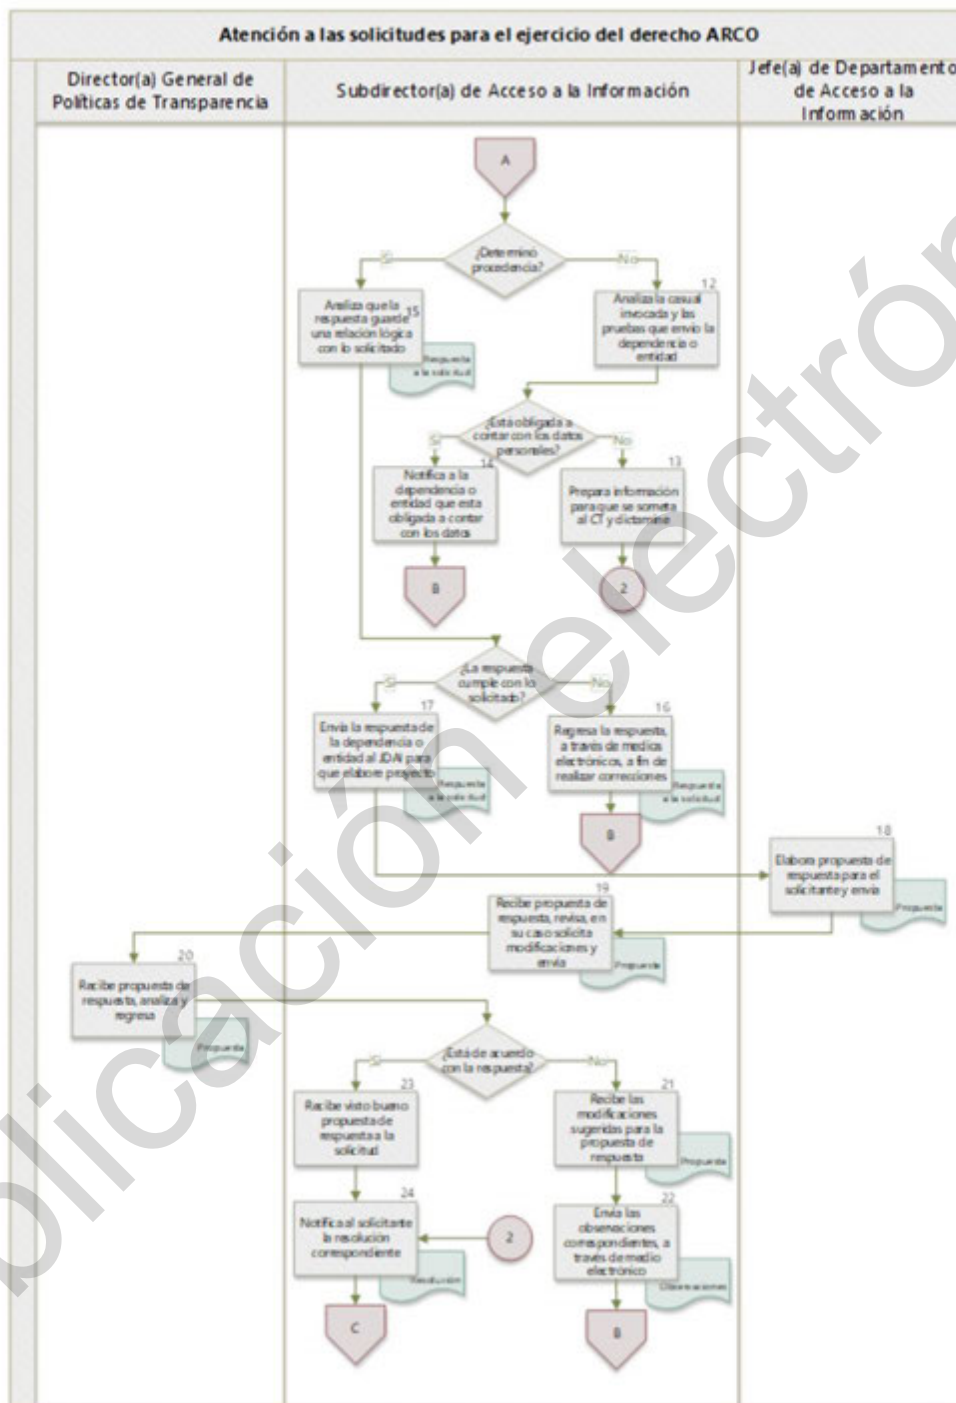 Atención a las solicitudes para el ejercicio del derecho ARCO
Director(a) General de
Políticas de Transparencia
Subdirector(a) de Acceso a la Información
Jefe(a) de Departamento
de Acceso a la
Información
A
¿Determinó
procedencia?
Si
No
15
Analiza que la
respuesta guarde
una relación lógica
con lo solicitado
Respuesta
a la solicitud
12
Analiza la casual
invocada y las
pruebas que envío la
dependencia o
entidad
¿Está obligada a
contar con los datos
personales?
Si
No
14
Notifica a la
dependencia o
entidad que esta
obligada a contar
con los datos
13
Prepara información
para que se someta
al CT y dictamine
B
2
¿La respuesta
cumple con lo
solicitado?
Si
No
17
Envía la respuesta de
la dependencia o
entidad al JDAI para
que elabore proyecto
Respuesta
a la solicitud
16
Regresa la respuesta,
a través de medios
electrónicos, a fin de
realizar correcciones
Respuesta
a la solicitud
B
18
Elabora propuesta de
respuesta para el
solicitante y envía
Propuesta
19
Recibe propuesta de
respuesta, revisa, en
su caso solicita
modificaciones y
envía
Propuesta
20
Recibe propuesta de
respuesta, analiza y
regresa
Propuesta
¿Está de acuerdo
con la respuesta?
Si
No
23
Recibe visto bueno
propuesta de
respuesta a la
solicitud
21
Recibe las
modificaciones
sugeridas para la
propuesta de
respuesta
Propuesta
24
Notifica al solicitante
la resolución
correspondiente
Resolución
2
22
Envía las
observaciones
correspondientes, a
través de medio
electrónico
Observaciones
C
B
plicación electrón